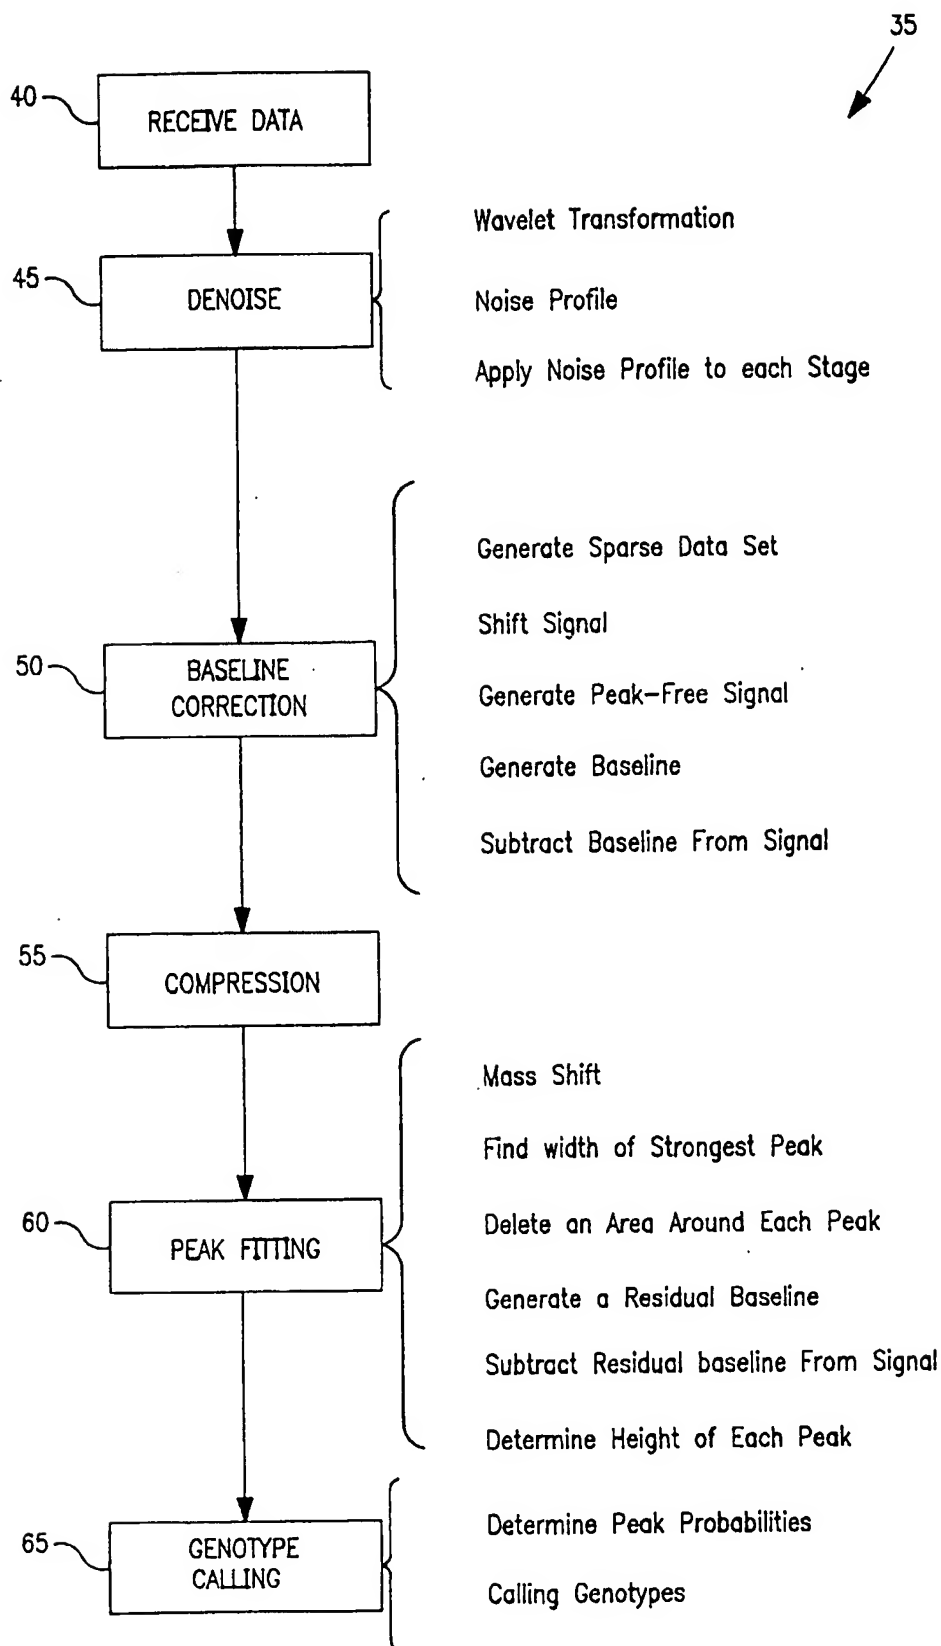 35
40
RECEIVE DATA
45
DENOISE
Wavelet Transformation
Noise Profile
Apply Noise Profile to each Stage
50
BASELINE
CORRECTION
Generate Sparse Data Set
Shift Signal
Generate Peak-Free Signal
Generate Baseline
Subtract Baseline From Signal
55
COMPRESSION
60
PEAK FITTING
Mass Shift
Find width of Strongest Peak
Delete an Area Around Each Peak
Generate a Residual Baseline
Subtract Residual baseline From Signal
Determine Height of Each Peak
65
GENOTYPE
CALLING
Determine Peak Probabilities
Calling Genotypes